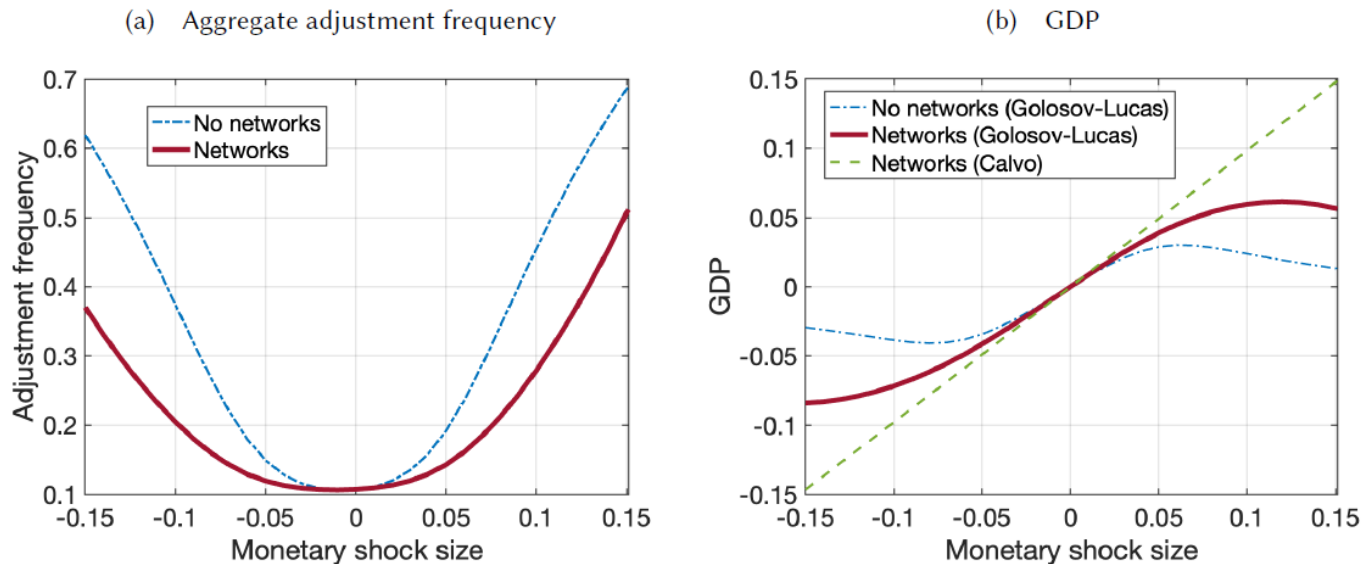 (a) Aggregate adjustment frequency
0.7
0.6
0.5
0.4
0.3
0.2
0.1
Adjustment frequency
No networks
Networks
-0.15 -0.1 -0.05 0 0.05 0.1 0.15
Monetary shock size
(b) GDP
0.15
0.1
0.05
0
-0.05
-0.1
-0.15
GDP
No networks (Golosov-Lucas)
Networks (Golosov-Lucas)
Networks (Calvo)
-0.15 -0.1 -0.05 0 0.05 0.1 0.15
Monetary shock size